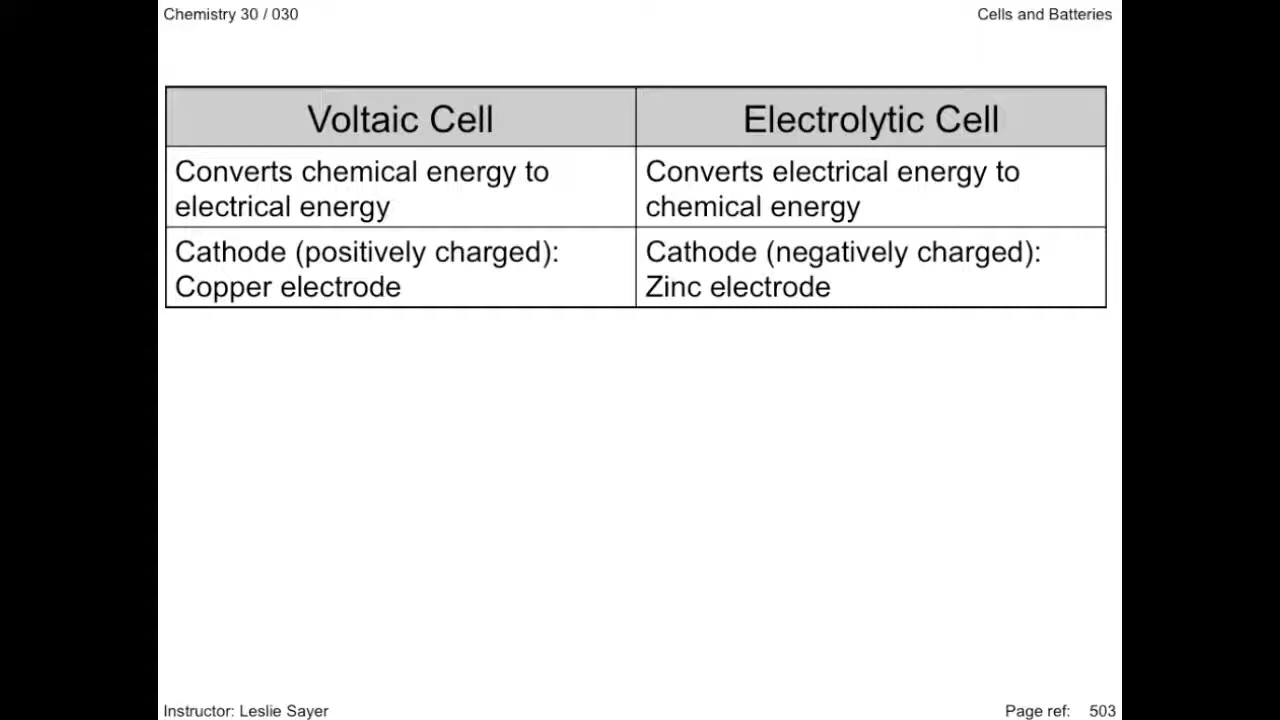 Chemistry 30 / 030
Cells and Batteries
Voltaic Cell
Electrolytic Cell
Converts chemical energy to
electrical energy
Converts electrical energy to
chemical energy
Cathode (positively charged):
Copper electrode
Cathode (negatively charged):
Zinc electrode
Instructor: Leslie Sayer
Page ref: 503